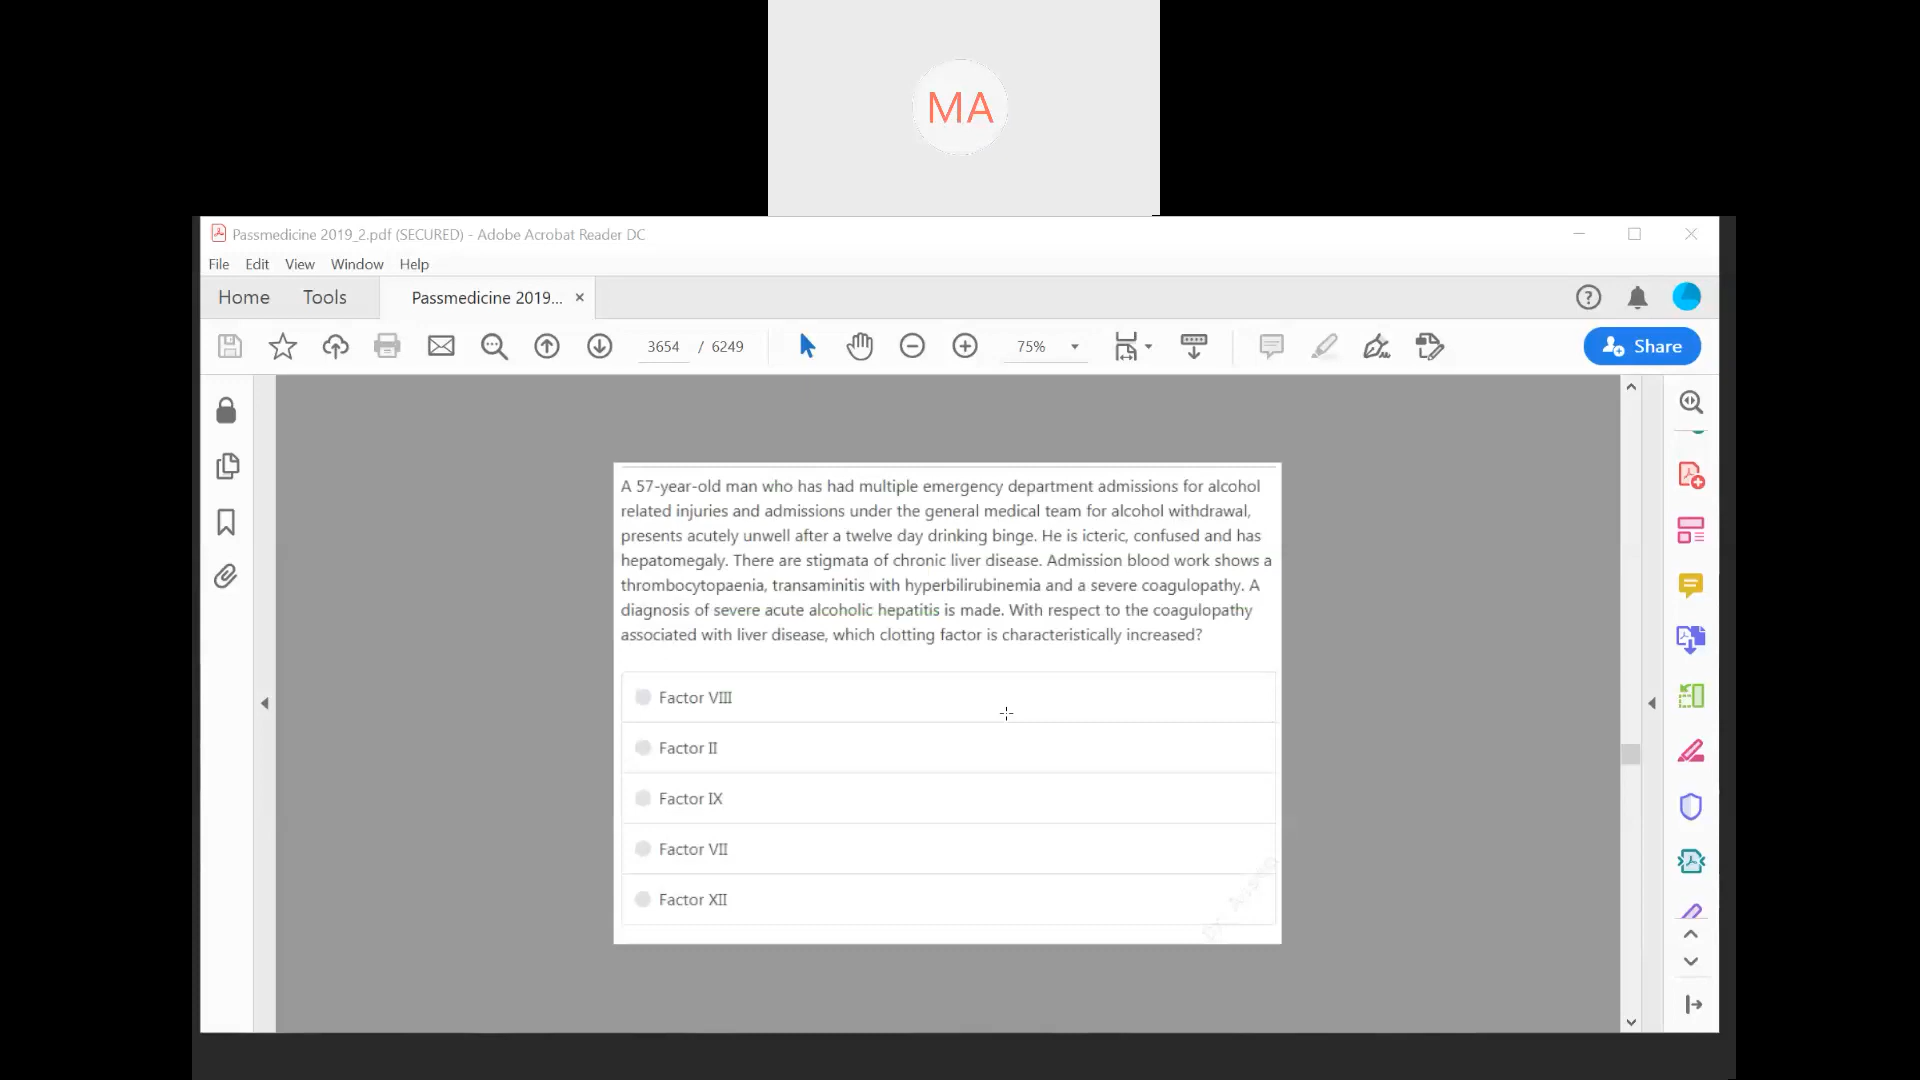 MA
Passmedicine 2019_2.pdf (SECURED) - Adobe Acrobat Reader DC
File Edit View Window Help
Home Tools Passmedicine 2019... ×
3654 / 6249 75% Share
A 57-year-old man who has had multiple emergency department admissions for alcohol
related injuries and admissions under the general medical team for alcohol withdrawal,
presents acutely unwell after a twelve day drinking binge. He is icteric, confused and has
hepatomegaly. There are stigmata of chronic liver disease. Admission blood work shows a
thrombocytopaenia, transaminitis with hyperbilirubinemia and a severe coagulopathy. A
diagnosis of severe acute alcoholic hepatitis is made. With respect to the coagulopathy
associated with liver disease, which clotting factor is characteristically increased?
Factor VIII
Factor II
Factor IX
Factor VII
Factor XII